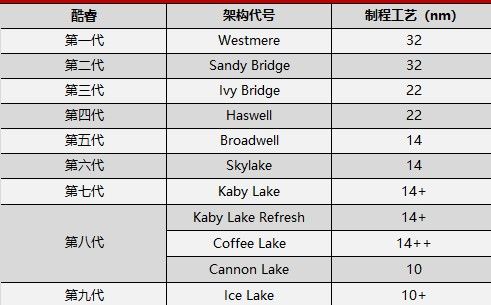 酷睿 架构代号 制程工艺（nm）
第一代 Westmere 32
第二代 Sandy Bridge 32
第三代 Ivy Bridge 22
第四代 Haswell 22
第五代 Broadwell 14
第六代 Skylake 14
第七代 Kaby Lake 14+
第八代 Kaby Lake Refresh 14+
Coffee Lake 14++
Cannon Lake 10
第九代 Ice Lake 10+